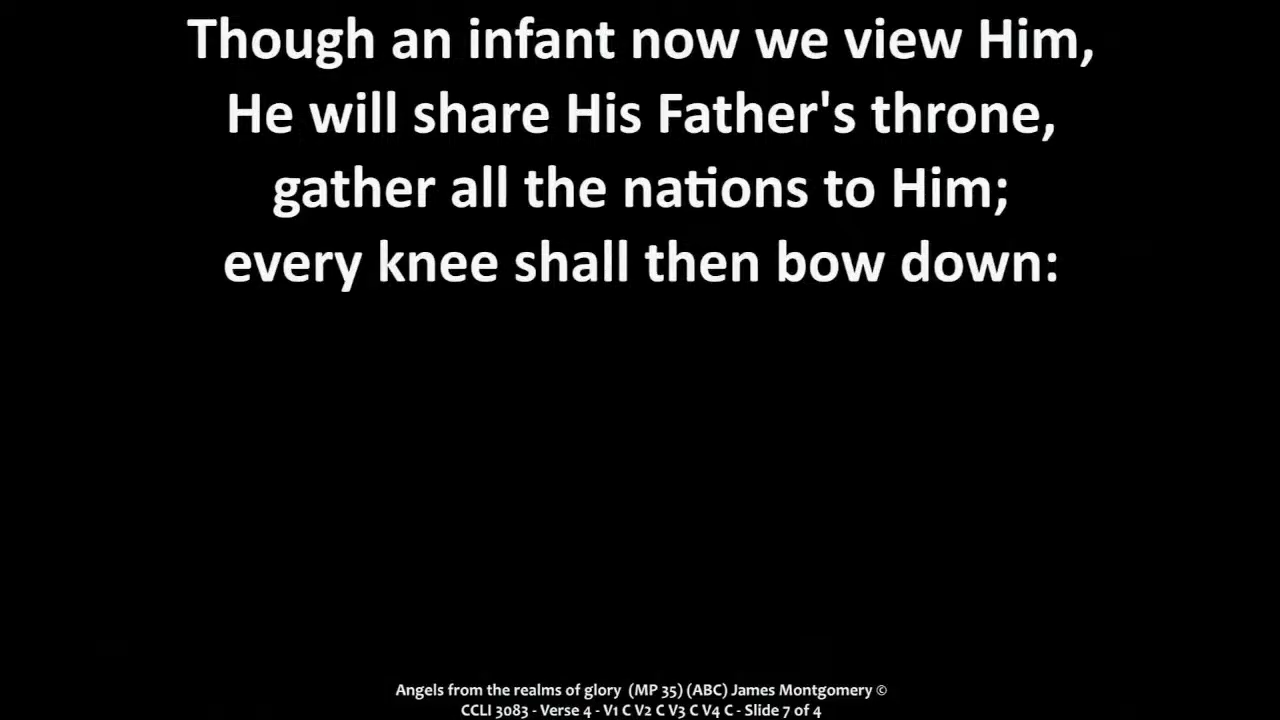 Though an infant now we view Him,
He will share His Father's throne,
gather all the nations to Him;
every knee shall then bow down:
Angels from the realms of glory (MP 35) (ABC) James Montgomery ©
CCLI 3083 - Verse 4 - V1 C V2 C V3 C V4 C - Slide 7 of 4